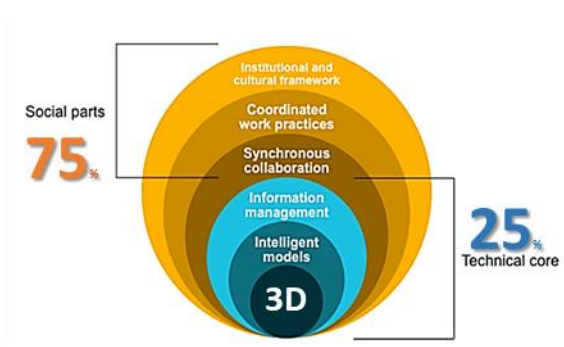 Institutional and
cultural framework
Coordinated
work practices
Social parts
75%
Synchronous
collaboration
Information
management
Intelligent
models
3D
25%
Technical core